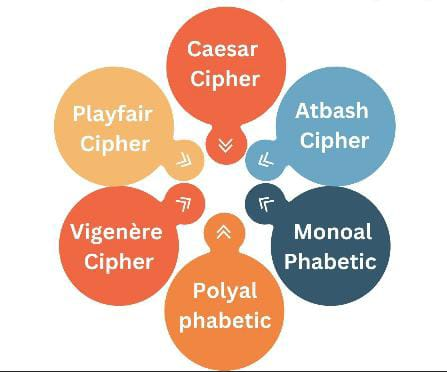 Caesar
Cipher
Atbash
Cipher
Monoal
Phabetic
Polyal
phabetic
Vigenère
Cipher
Playfair
Cipher